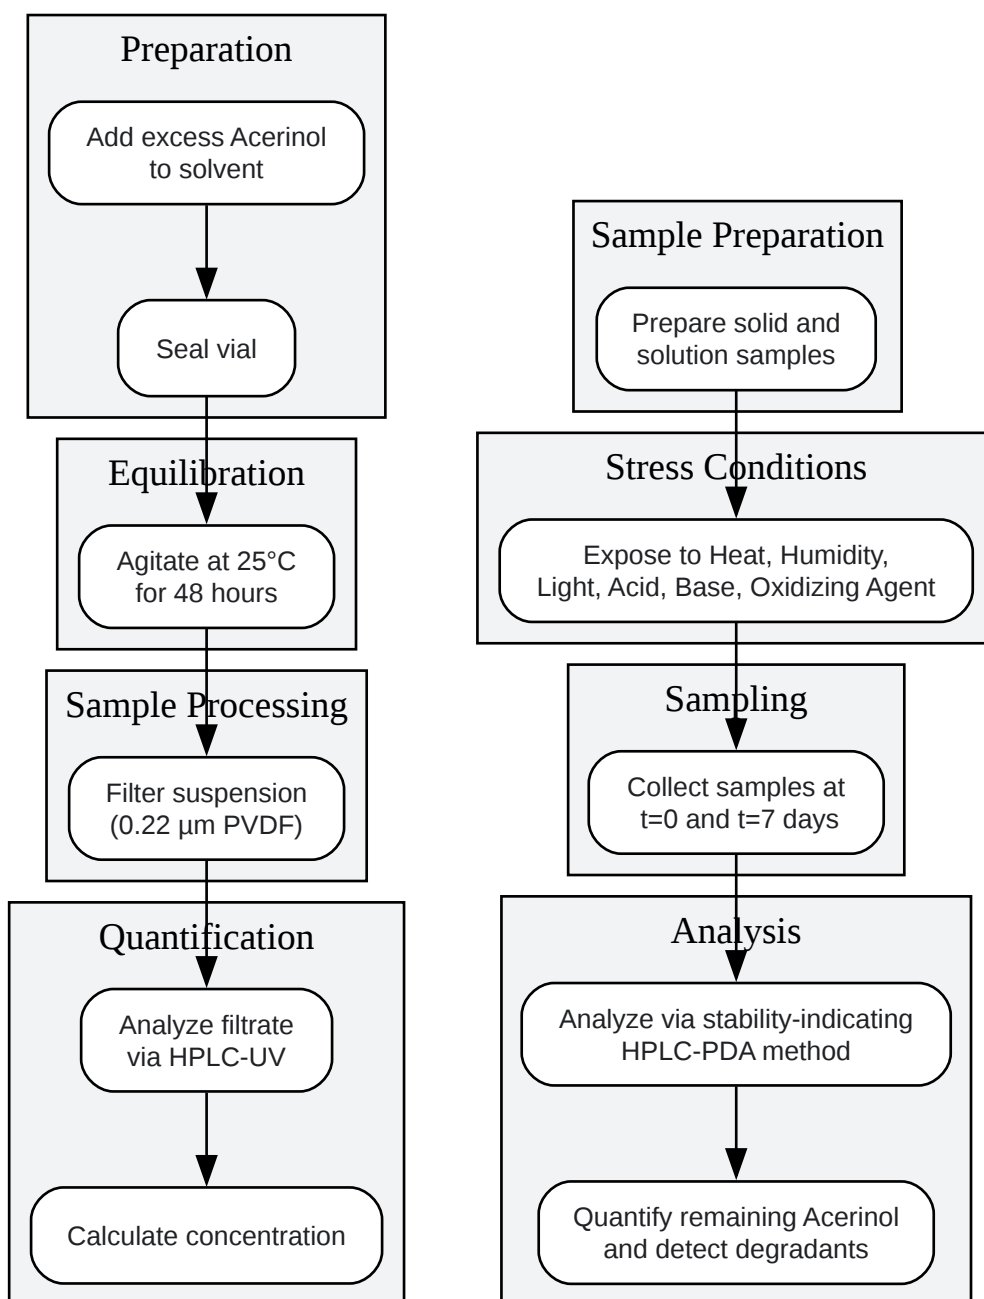 Preparation
Add excess Acerinol
to solvent
Seal vial
Equilibration
Agitate at 25°C
for 48 hours
Sample Processing
Filter suspension
(0.22 µm PVDF)
Quantification
Analyze filtrate
via HPLC-UV
Calculate concentration
Sample Preparation
Prepare solid and
solution samples
Stress Conditions
Expose to Heat, Humidity,
Light, Acid, Base, Oxidizing Agent
Sampling
Collect samples at
t=0 and t=7 days
Analysis
Analyze via stability-indicating
HPLC-PDA method
Quantify remaining Acerinol
and detect degradants